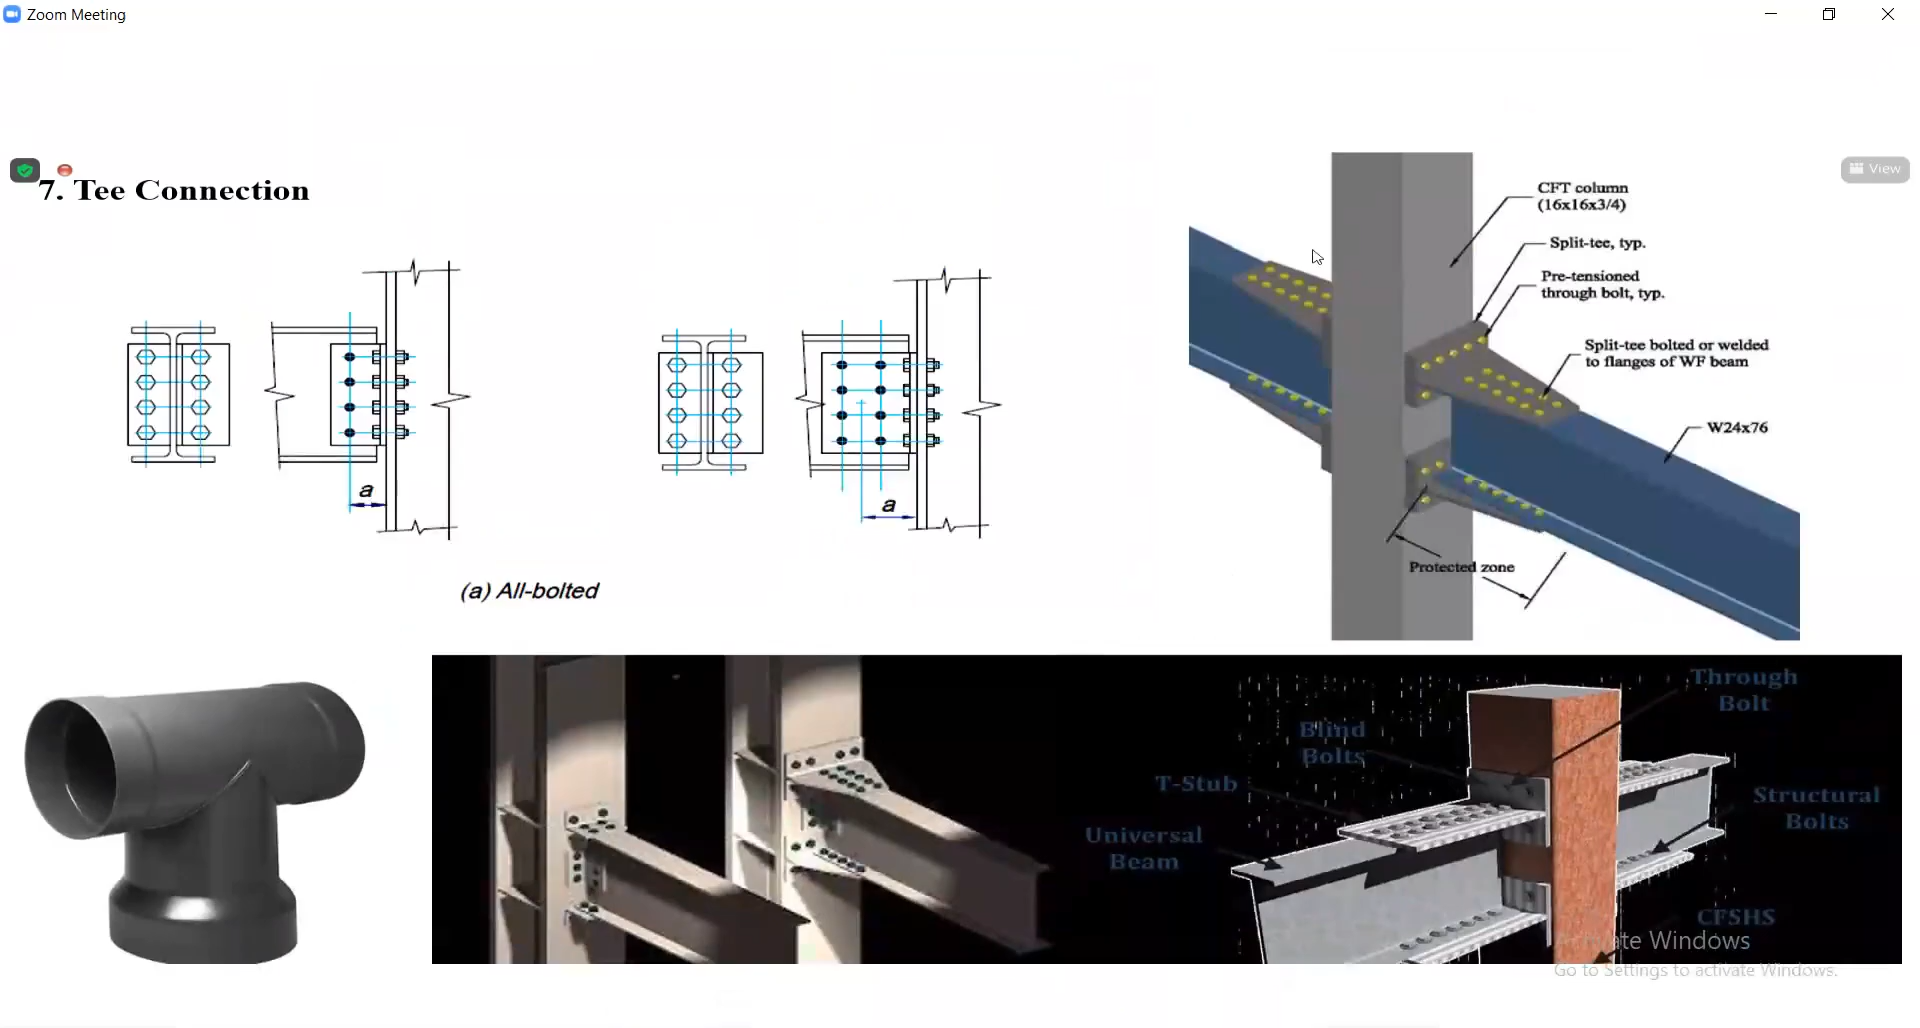 Zoom Meeting
View
7. Tee Connection
CFT column
(16x16x3/4)
Split-tee, typ.
Pre-tensioned
through bolt, typ.
Split-tee bolted or welded
to flanges of WF beam
W24x76
Protected zone
a
a
(a) All-bolted
Through
Bolt
Blind
Bolts
T-Stub
Structural
Bolts
Universal
Beam
CFSHS
Activate Windows
Go to Settings to activate Windows.